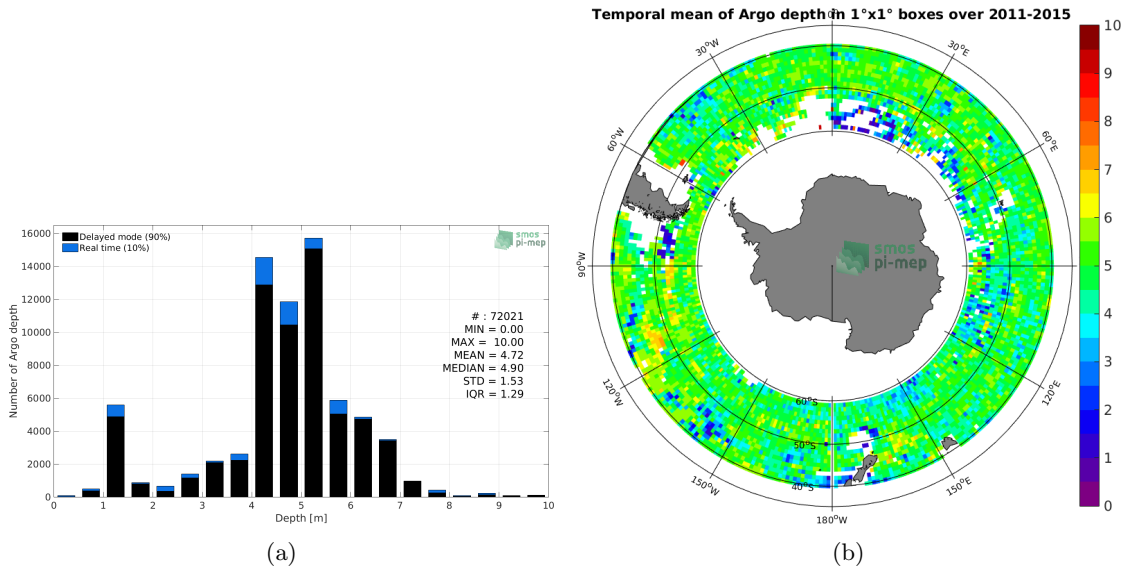 Temporal mean of Argo depth in 1°x1° boxes over 2011-2015
0°
30°W
30°E
60°W
60°E
90°W
120°W
120°E
150°W
150°E
180°W
60°S
50°S
40°S
smos
pi-mep
10
9
8
7
6
5
4
3
2
1
0
Delayed mode (90%)
Real time (10%)
smos
pi-mep
16000
14000
12000
10000
8000
6000
4000
2000
0
Number of Argo depth
# : 72021
MIN = 0.00
MAX = 10.00
MEAN = 4.72
MEDIAN = 4.90
STD = 1.53
IQR = 1.29
0 1 2 3 4 5 6 7 8 9 10
Depth [m]
(a)
(b)